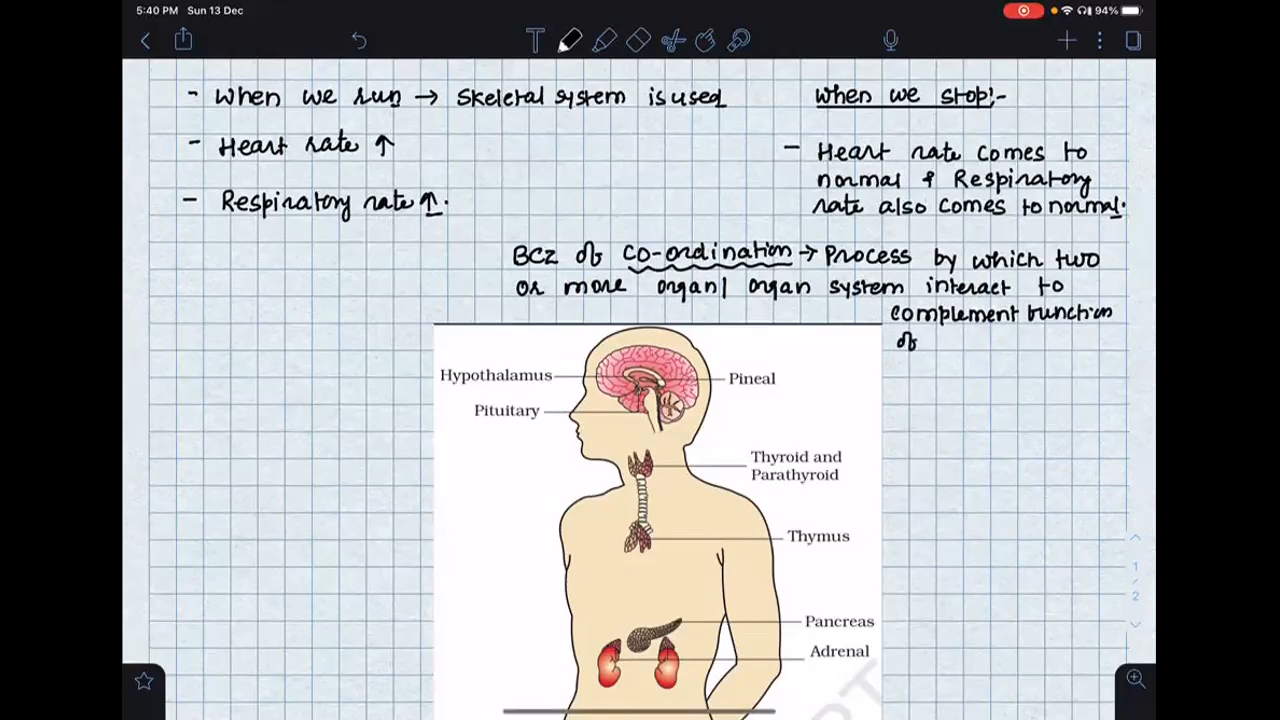 5:40 PM Sun 13 Dec
94%
- When we run → Skeletal system is used
- Heart rate ↑
- Respiratory rate ↑.
When we stop:-
- Heart rate comes to
normal & Respiratory
rate also comes to normal.
Bcz of Co-ordination → Process by which two
or more organ| organ system interact to
complement function
of
Hypothalamus
Pineal
Pituitary
Thyroid and
Parathyroid
Thymus
Pancreas
Adrenal
1
2